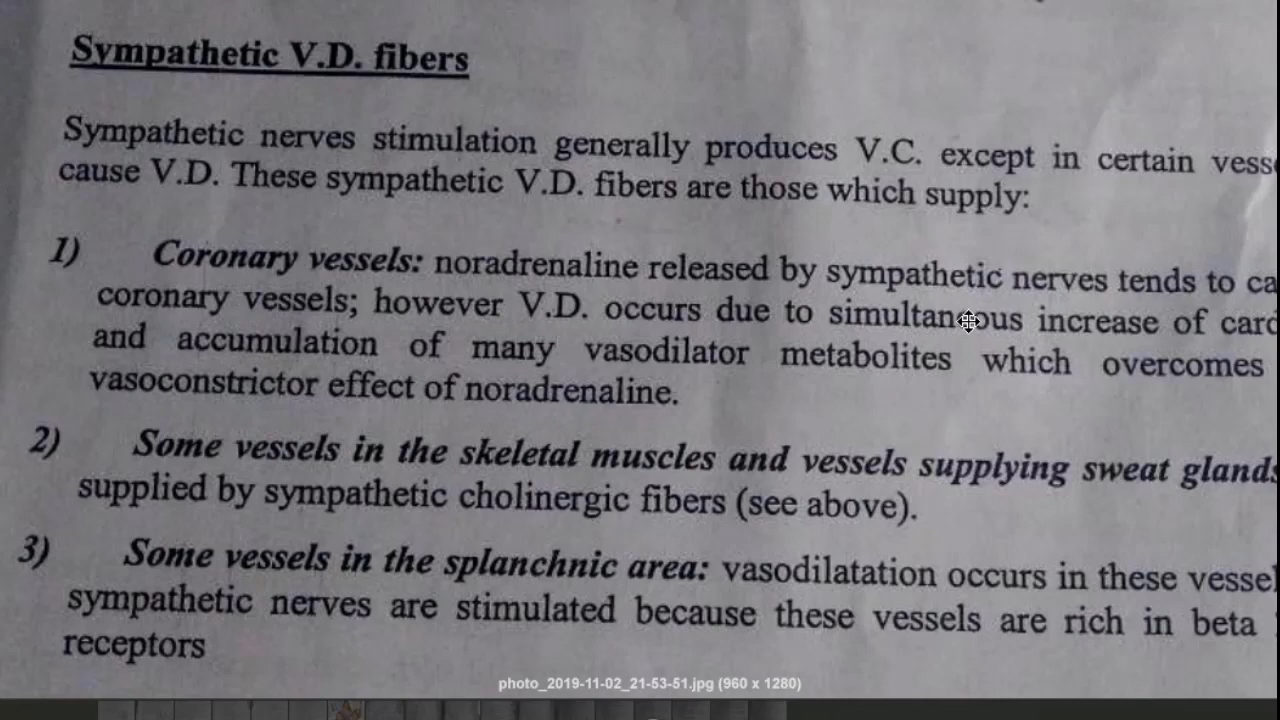 Sympathetic V.D. fibers
Sympathetic nerves stimulation generally produces V.C. except in certain
cause V.D. These sympathetic V.D. fibers are those which supply:
1) Coronary vessels: noradrenaline released by sympathetic nerves tends to
coronary vessels; however V.D. occurs due to simultaneous increase of
and accumulation of many vasodilator metabolites which overcomes
vasoconstrictor effect of noradrenaline.
2) Some vessels in the skeletal muscles and vessels supplying sweat glands
supplied by sympathetic cholinergic fibers (see above).
3) Some vessels in the splanchnic area: vasodilatation occurs in these
sympathetic nerves are stimulated because these vessels are rich in beta
receptors
photo_2019-11-02_21-53-51.jpg (960 x 1280)